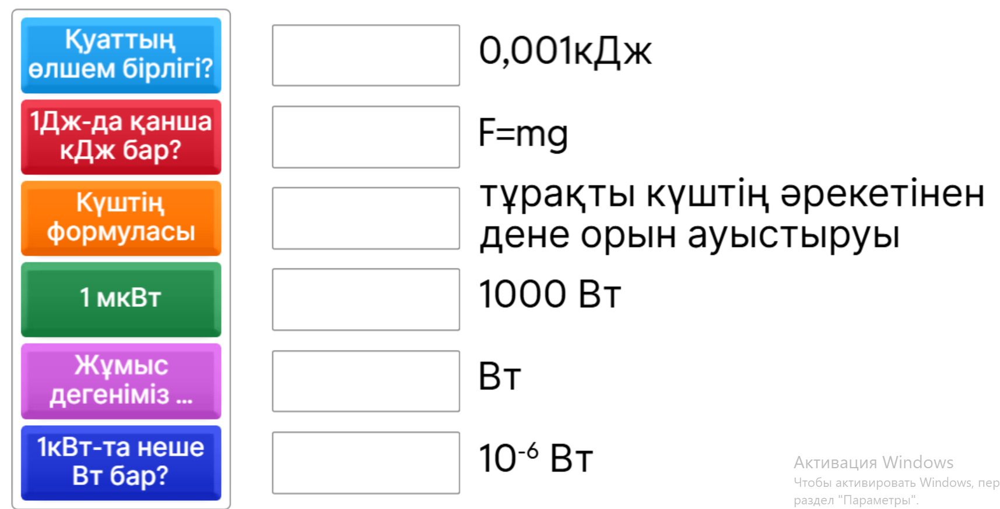 Қуаттың
өлшем бірлігі?
1Дж-да қанша
кДж бар?
Күштің
формуласы
1 мкВт
Жұмыс
дегеніміз ...
1кВт-та неше
Вт бар?
0,001кДж
F=mg
тұрақты күштің әрекетінен
дене орын ауыстыруы
1000 Вт
Вт
10⁻⁶ Вт
Активация Windows
Чтобы активировать Windows, пер
раздел "Параметры".